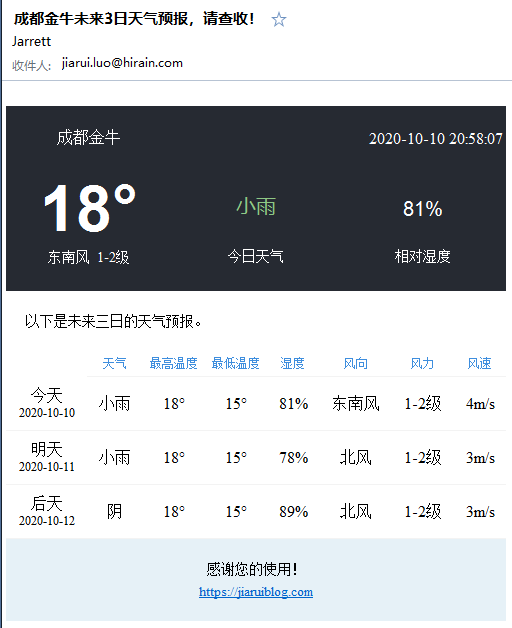 成都金牛未来3日天气预报，请查收！ ☆
Jarrett
收件人： jiarui.luo@hirain.com
成都金牛 2020-10-10 20:58:07
18° 小雨 81%
东南风 1-2级 今日天气 相对湿度
以下是未来三日的天气预报。
天气 最高温度 最低温度 湿度 风向 风力 风速
今天 小雨 18° 15° 81% 东南风 1-2级 4m/s
2020-10-10
明天 小雨 18° 15° 78% 北风 1-2级 3m/s
2020-10-11
后天 阴 18° 15° 89% 北风 1-2级 3m/s
2020-10-12
感谢您的使用！
https://jiaruiblog.com